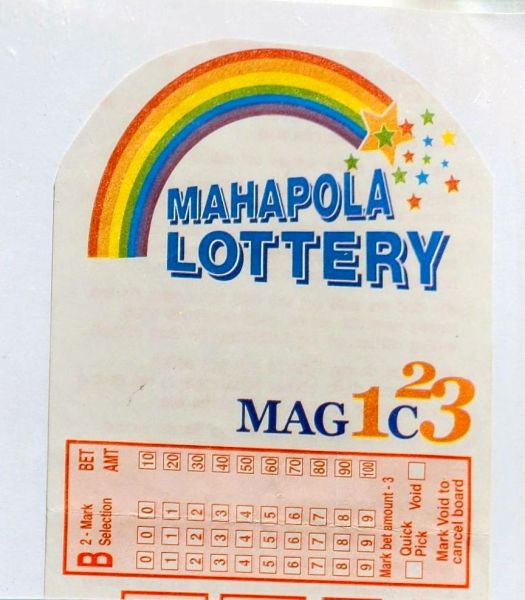 MAHAPOLA
LOTTERY
MAG1C23
B 2 - Mark BET
Selection AMT
0 0 0 10
1 1 1 20
2 2 2 30
3 3 3 40
4 4 4 50
5 5 5 60
6 6 6 70
7 7 7 80
8 8 8 90
9 9 9 100
Mark bet amount - 3
Quick Void
Pick
Mark Void to
cancel board